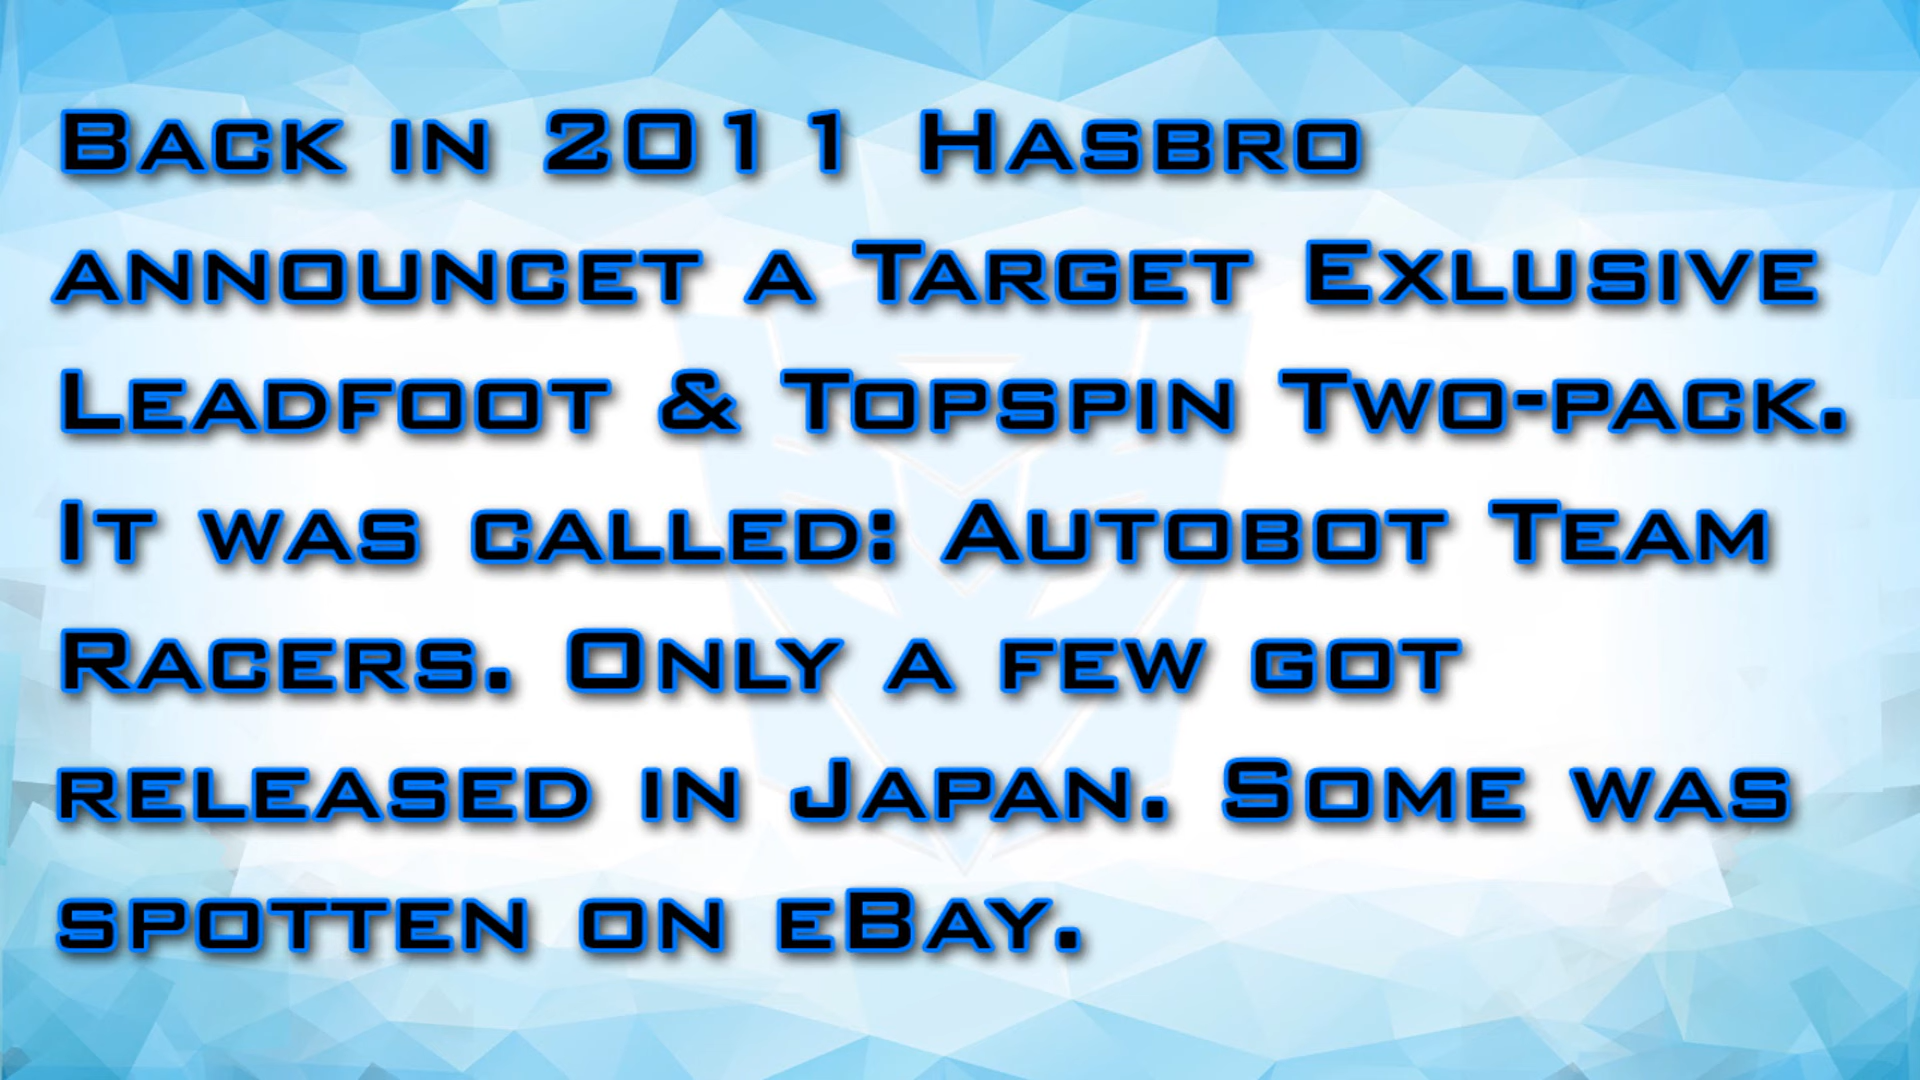 Back in 2011 Hasbro
announcet a Target Exlusive
Leadfoot & Topspin Two-pack.
It was called: Autobot Team
Racers. Only a few got
released in Japan. Some was
spotten on eBay.